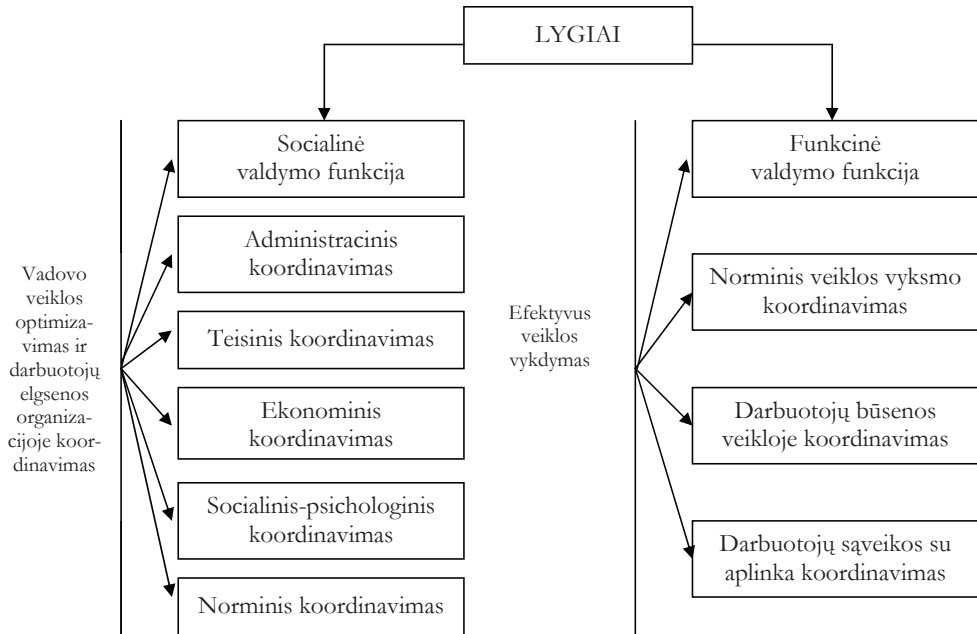 LYGIAI
Vadovo
veiklos
optimiza-
vimas ir
darbuotojų
elgsenos
organiza-
cijoje koor-
dinavimas
Socialinė
valdymo funkcija
Administracinis
koordinavimas
Teisinis koordinavimas
Ekonominis
koordinavimas
Socialinis-psichologinis
koordinavimas
Norminis koordinavimas
Efektyvus
veiklos
vykdymas
Funkcinė
valdymo funkcija
Norminis veiklos vyksmo
koordinavimas
Darbuotojų būsenos
veikloje koordinavimas
Darbuotojų sąveikos su
aplinka koordinavimas